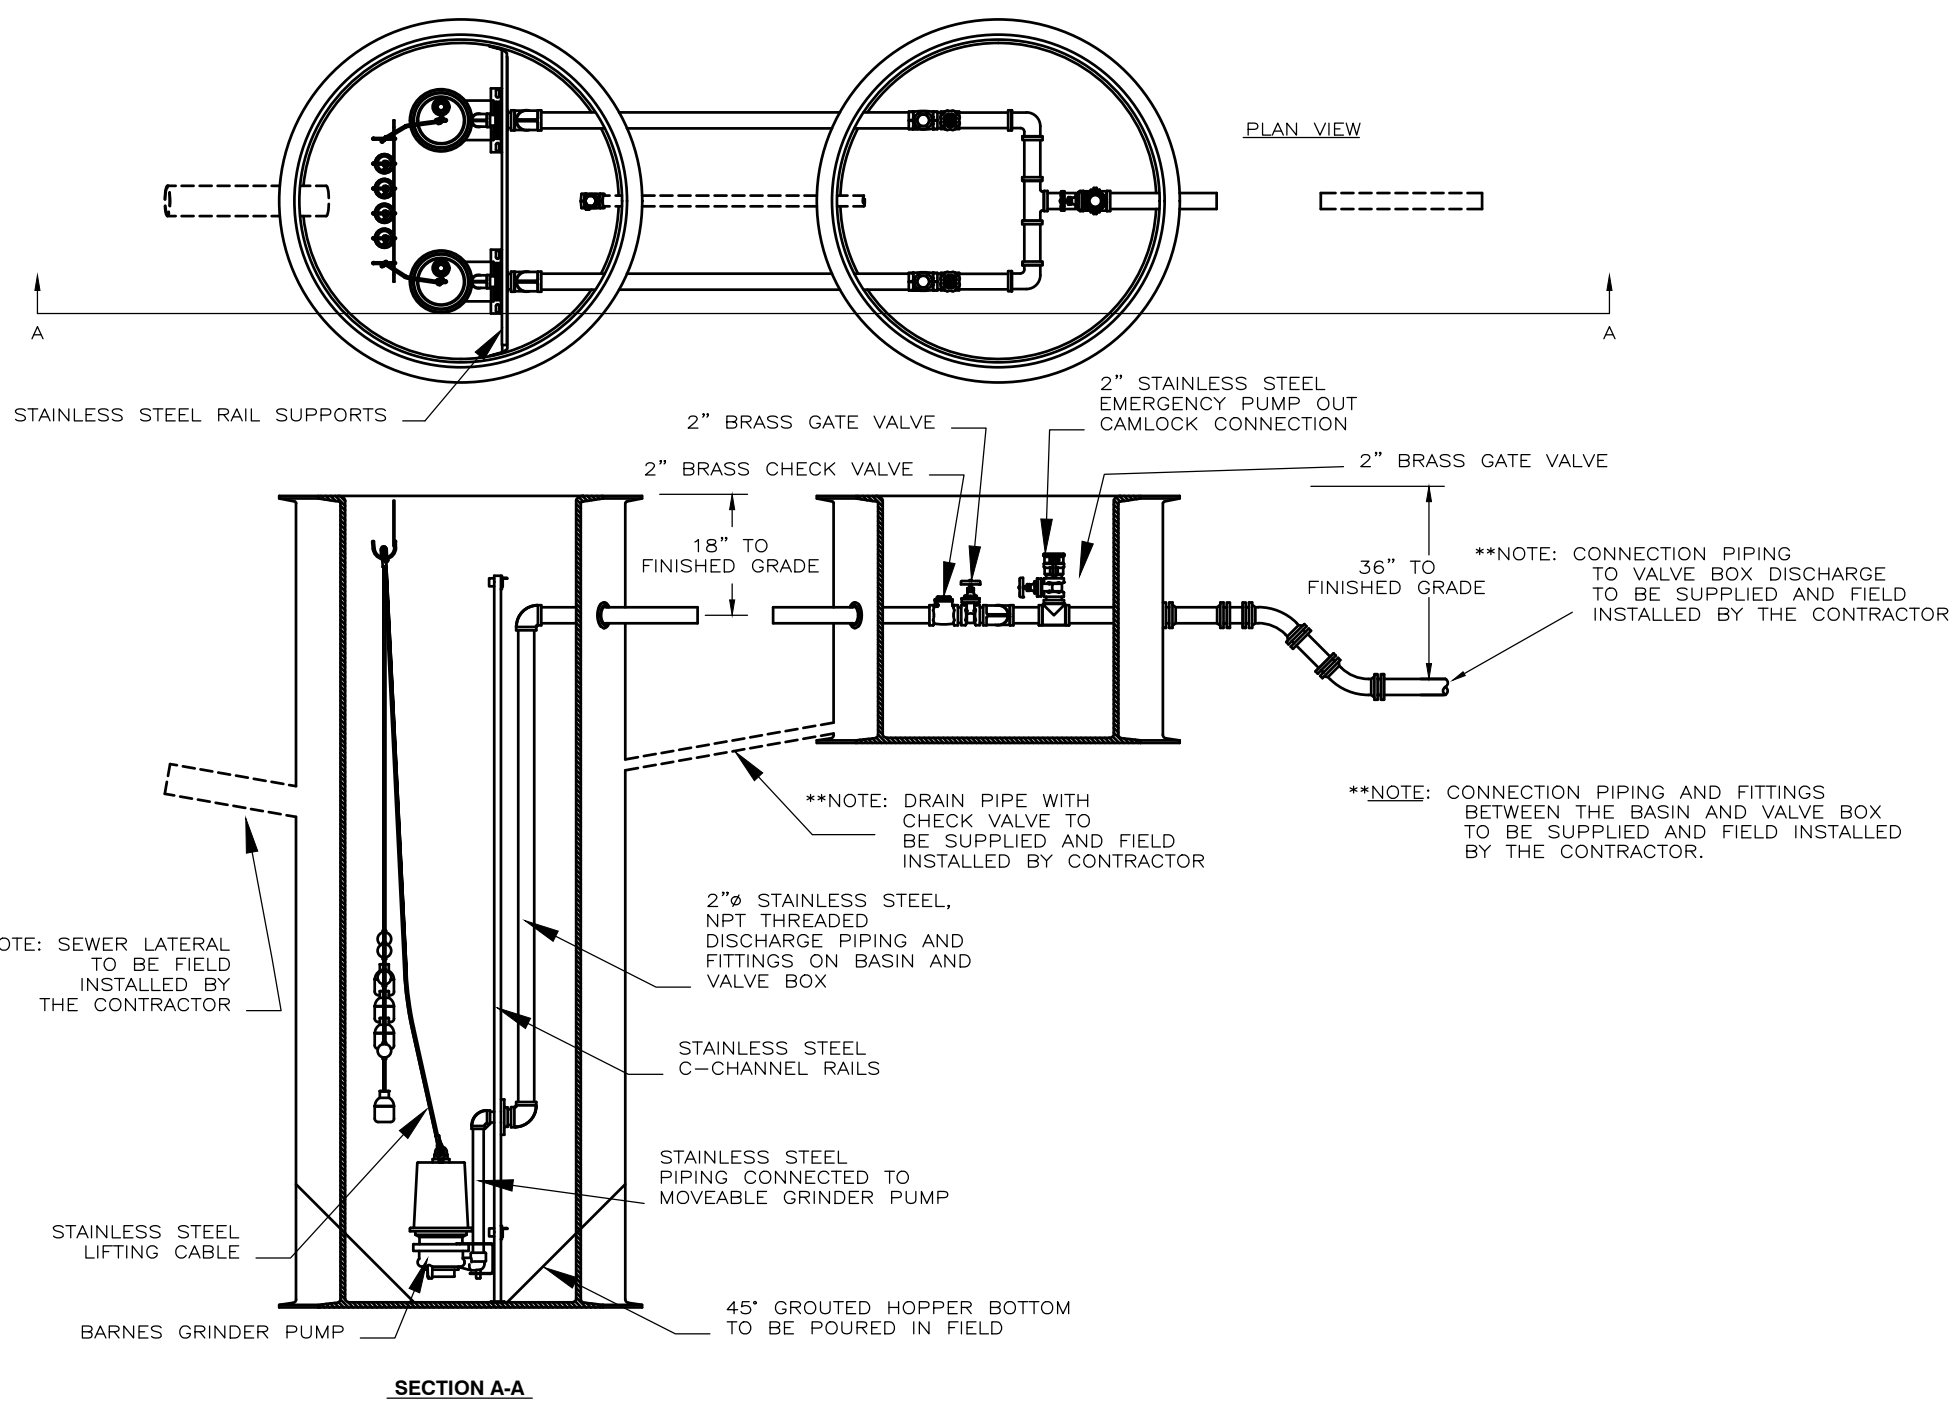 PLAN VIEW
A
A
STAINLESS STEEL RAIL SUPPORTS
2” BRASS GATE VALVE
2” BRASS CHECK VALVE
2” STAINLESS STEEL
EMERGENCY PUMP OUT
CAMLOCK CONNECTION
2” BRASS GATE VALVE
18” TO
FINISHED GRADE
36” TO
FINISHED GRADE
**NOTE: CONNECTION PIPING
TO VALVE BOX DISCHARGE
TO BE SUPPLIED AND FIELD
INSTALLED BY THE CONTRACTOR
**NOTE: DRAIN PIPE WITH
CHECK VALVE TO
BE SUPPLIED AND FIELD
INSTALLED BY CONTRACTOR
**NOTE: CONNECTION PIPING AND FITTINGS
BETWEEN THE BASIN AND VALVE BOX
TO BE SUPPLIED AND FIELD INSTALLED
BY THE CONTRACTOR.
2”ø STAINLESS STEEL,
NPT THREADED
DISCHARGE PIPING AND
FITTINGS ON BASIN AND
VALVE BOX
OTE: SEWER LATERAL
TO BE FIELD
INSTALLED BY
THE CONTRACTOR
STAINLESS STEEL
C-CHANNEL RAILS
STAINLESS STEEL
PIPING CONNECTED TO
MOVEABLE GRINDER PUMP
STAINLESS STEEL
LIFTING CABLE
BARNES GRINDER PUMP
45° GROUTED HOPPER BOTTOM
TO BE POURED IN FIELD
SECTION A-A